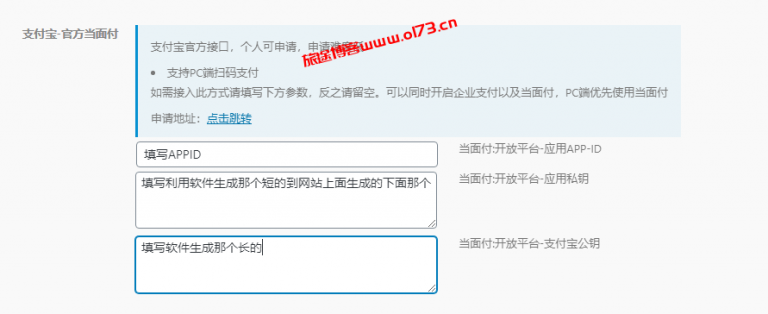 支付宝-官方当面付
支付宝官方接口，个人可申请，申请
旅途博客www.ol73.cn
支持PC端扫码支付
如需接入此方式请填写下方参数，反之请留空。可以同时开启企业支付以及当面付，PC端优先使用当面付
申请地址：点击跳转
填写APPID
当面付:开放平台-应用APP-ID
填写利用软件生成那个短的到网站上面生成的下面那个
当面付:开放平台-应用私钥
填写软件生成那个长的
当面付:开放平台-支付宝公钥